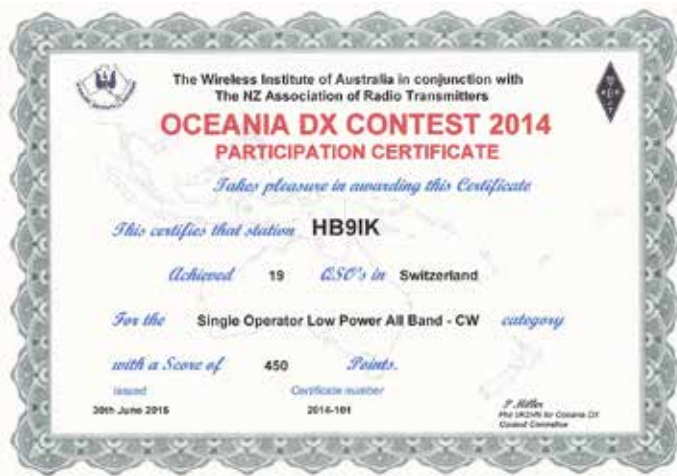 The Wireless Institute of Australia in conjunction with
The NZ Association of Radio Transmitters
OCEANIA DX CONTEST 2014
PARTICIPATION CERTIFICATE
Takes pleasure in awarding this Certificate
This certifies that station HB9IK
Achieved 19 QSO's in Switzerland
For the Single Operator Low Power All Band - CW category
with a Score of 450 Points.
Issued Certificate number
30th June 2015 2014-101
P Miller
Phil for Oceania DX
Contest Committee